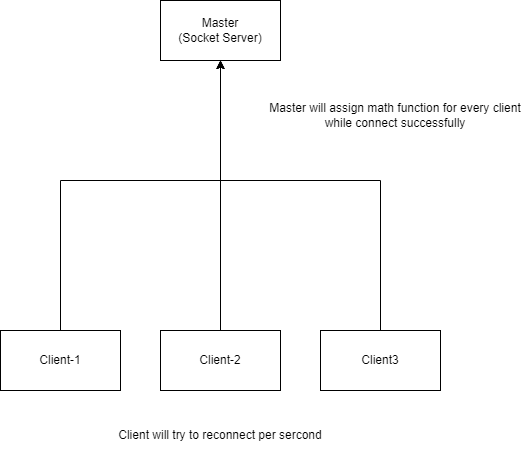 Master
(Socket Server)
Master will assign math function for every client
while connect successfully
Client-1
Client-2
Client3
Client will try to reconnect per sercond